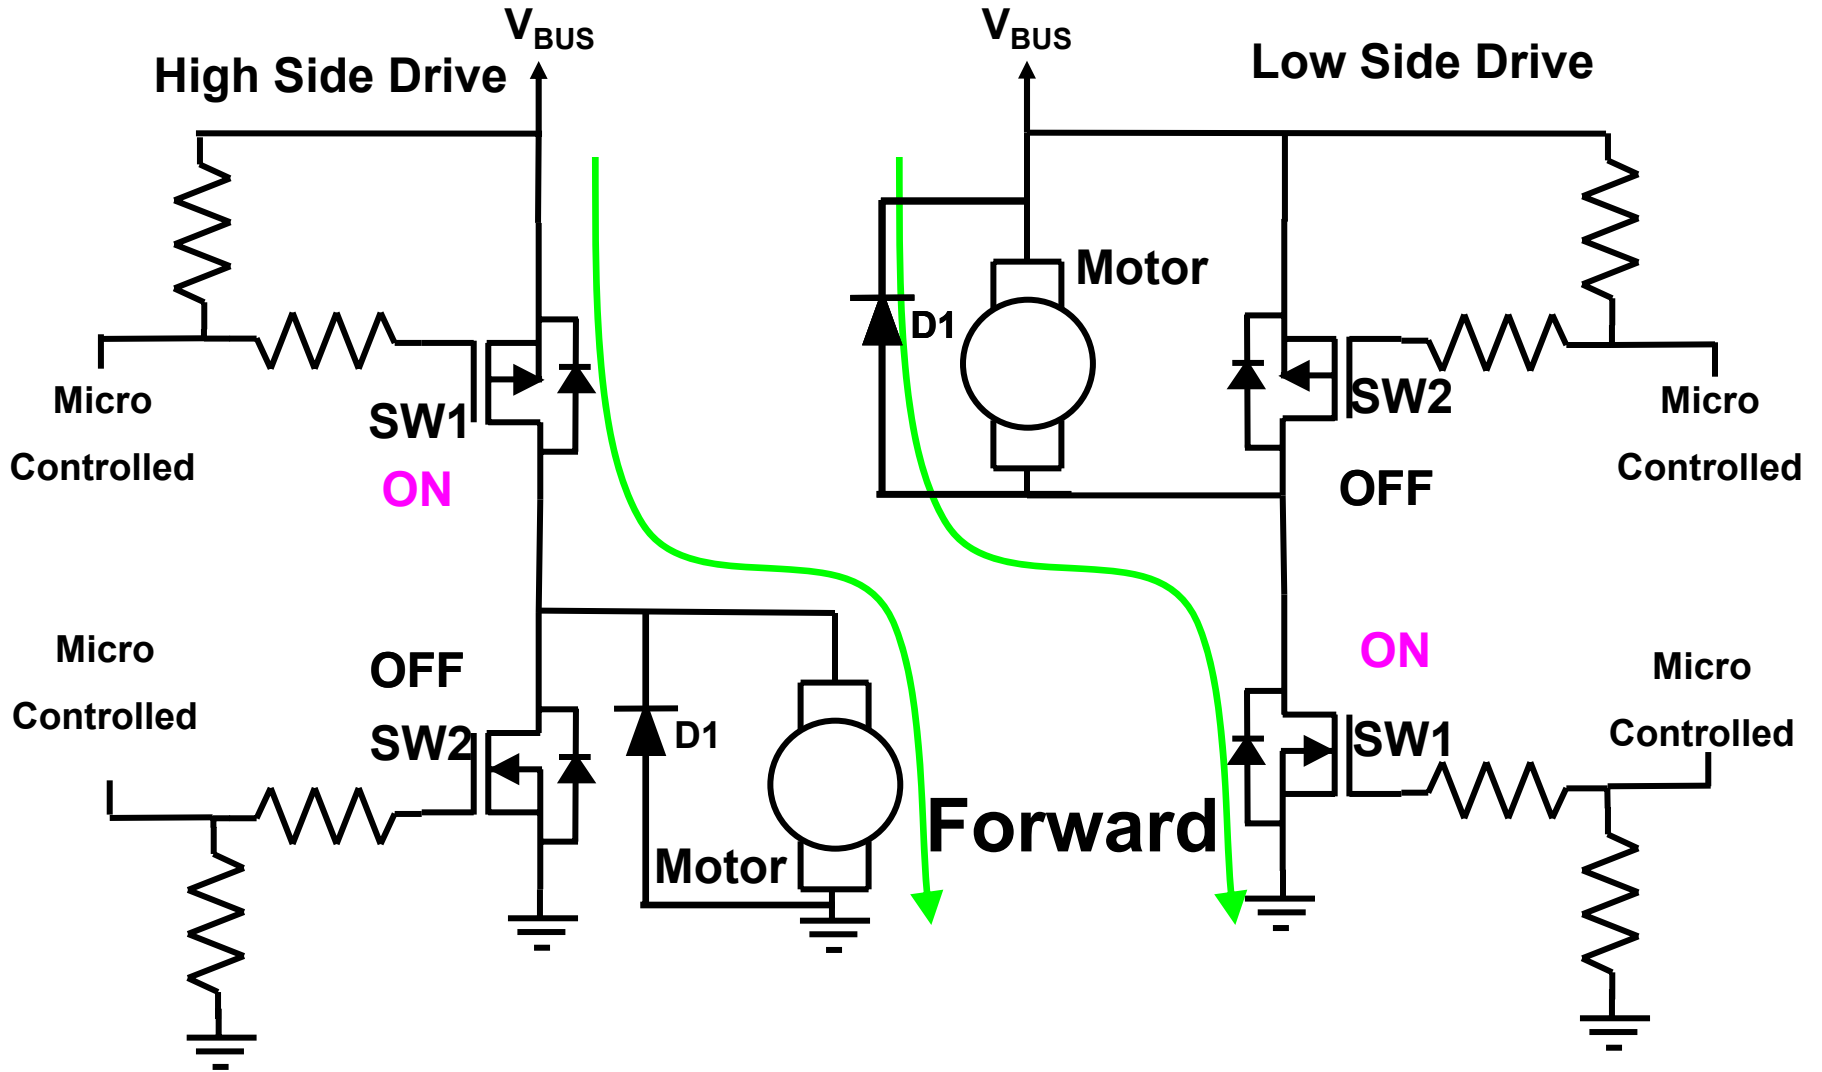 High Side Drive
VBUS
VBUS
Low Side Drive
Micro
Controlled
SW1
ON
D1
Motor
SW2
OFF
Micro
Controlled
Micro
Controlled
OFF
SW2
D1
Motor
Forward
ON
SW1
Micro
Controlled